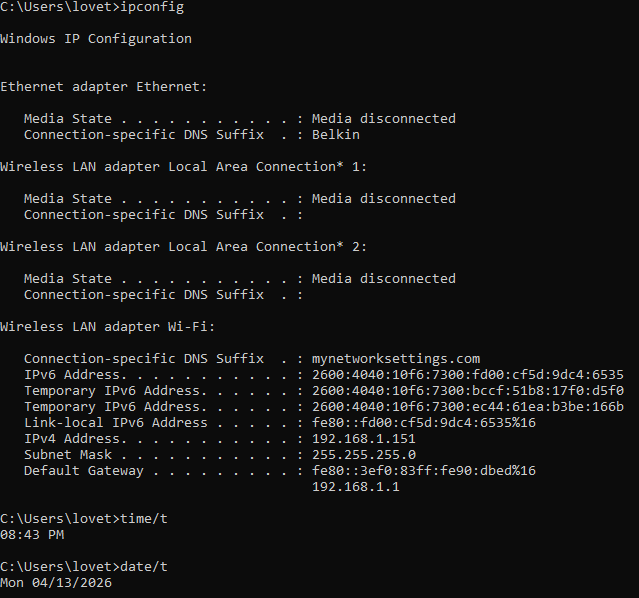 C:\Users\lovet>ipconfig
Windows IP Configuration
Ethernet adapter Ethernet:
   Media State . . . . . . . . . . . : Media disconnected
   Connection-specific DNS Suffix  . : Belkin
Wireless LAN adapter Local Area Connection* 1:
   Media State . . . . . . . . . . . : Media disconnected
   Connection-specific DNS Suffix  . :
Wireless LAN adapter Local Area Connection* 2:
   Media State . . . . . . . . . . . : Media disconnected
   Connection-specific DNS Suffix  . :
Wireless LAN adapter Wi-Fi:
   Connection-specific DNS Suffix  . : mynetworksettings.com
   IPv6 Address. . . . . . . . . . . : 2600:4040:10f6:7300:fd00:cf5d:9dc4:6535
   Temporary IPv6 Address. . . . . . : 2600:4040:10f6:7300:bccf:51b8:17f0:d5f0
   Temporary IPv6 Address. . . . . . : 2600:4040:10f6:7300:ec44:61ea:b3be:166b
   Link-local IPv6 Address . . . . . : fe80::fd00:cf5d:9dc4:6535%16
   IPv4 Address. . . . . . . . . . . : 192.168.1.151
   Subnet Mask . . . . . . . . . . . : 255.255.255.0
   Default Gateway . . . . . . . . . : fe80::3ef0:83ff:fe90:dbed%16
                                       192.168.1.1
C:\Users\lovet>time/t
08:43 PM
C:\Users\lovet>date/t
Mon 04/13/2026